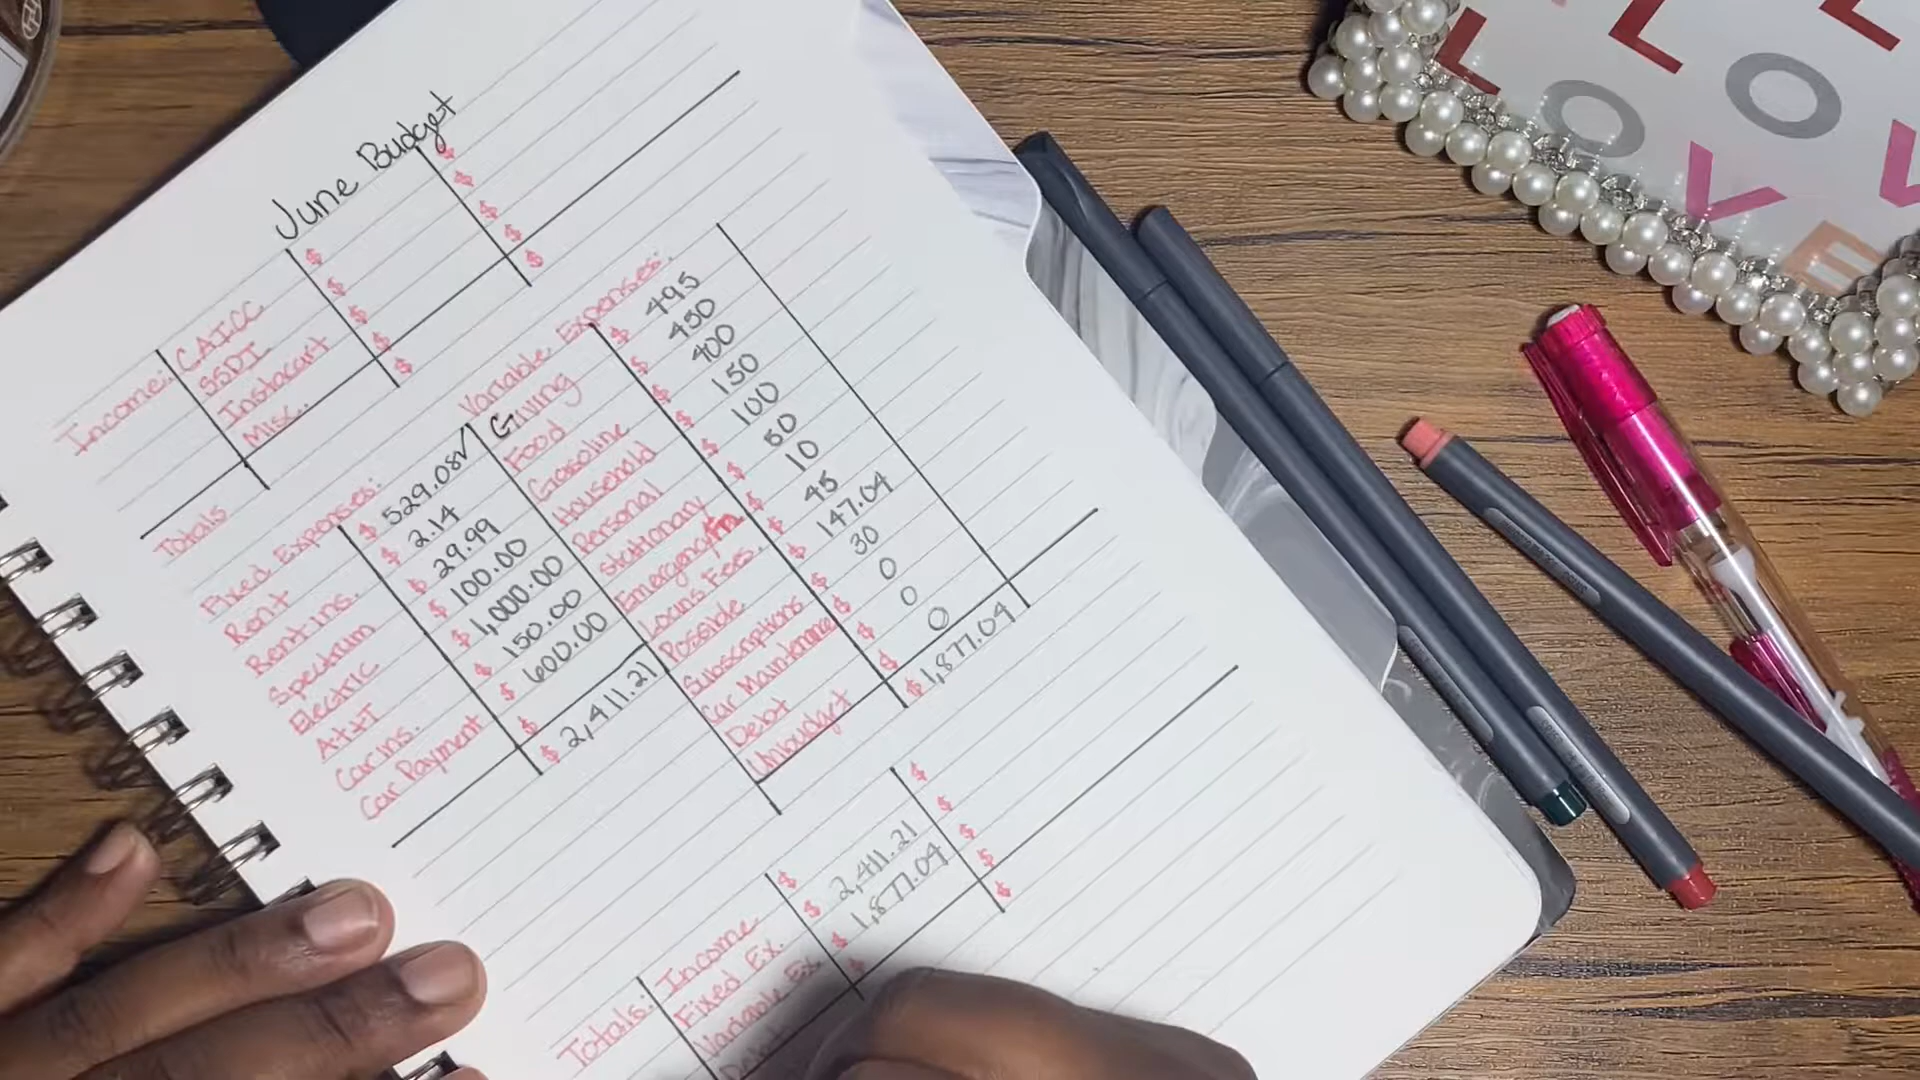 June Budget
Income: CAICC $ $
SSDI $ $
Instacart $ $
Misc. $ $
Totals $ $
Fixed Expenses:
Rent $ 529.08✓
Rent ins. $ 2.14
Spectrum $ 29.99
Electric $ 100.00
AT&T $ 1,000.00
Car ins. $ 150.00
Car Payment $ 600.00
$
$ 2,411.21
Variable Expenses:
Giving $ 495
Food $ 450
Gasoline $ 400
Household $ 150
Personal $ 100
Stationary $ 50
Emergency $ 10
Loans Fees. $ 45
Possible $ 147.04
Subscriptions $ 30
Car Maintenance $ 0
Debt $ 0
Unbudget $ 0
$ 1,877.04
Totals: Income $ $
Fixed Ex. $ 2,411.21 $
Variable Ex. $ 1,877.04 $
$ $
$
L O V E
L O V
L